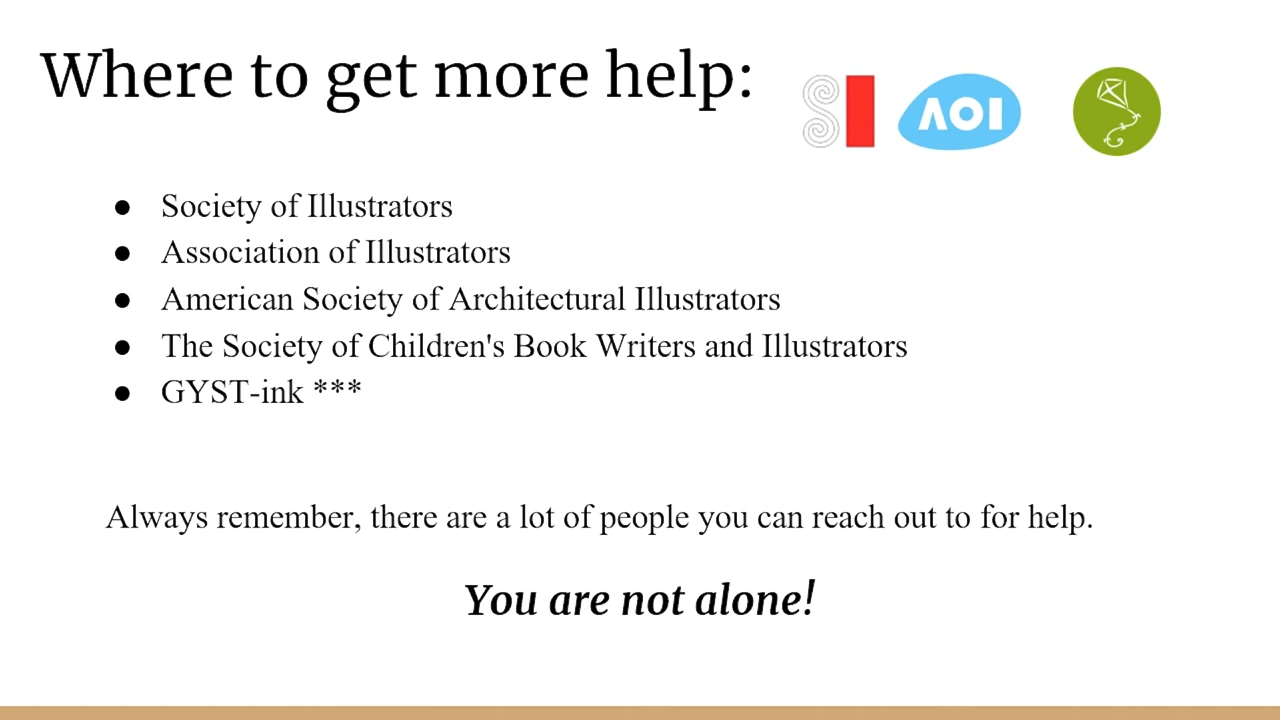 Where to get more help:
SI
AOI
● Society of Illustrators
● Association of Illustrators
● American Society of Architectural Illustrators
● The Society of Children's Book Writers and Illustrators
● GYST-ink ***
Always remember, there are a lot of people you can reach out to for help.
You are not alone!